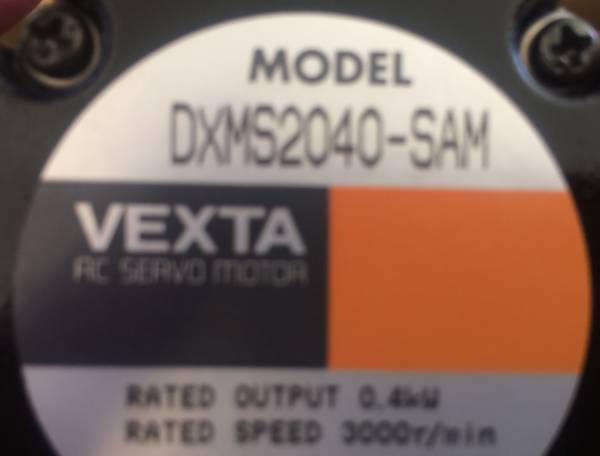 MODEL
DXMS2040-SAM
VEXTA
AC SERVO MOTOR
RATED OUTPUT 0.4kW
RATED SPEED 3000r/min